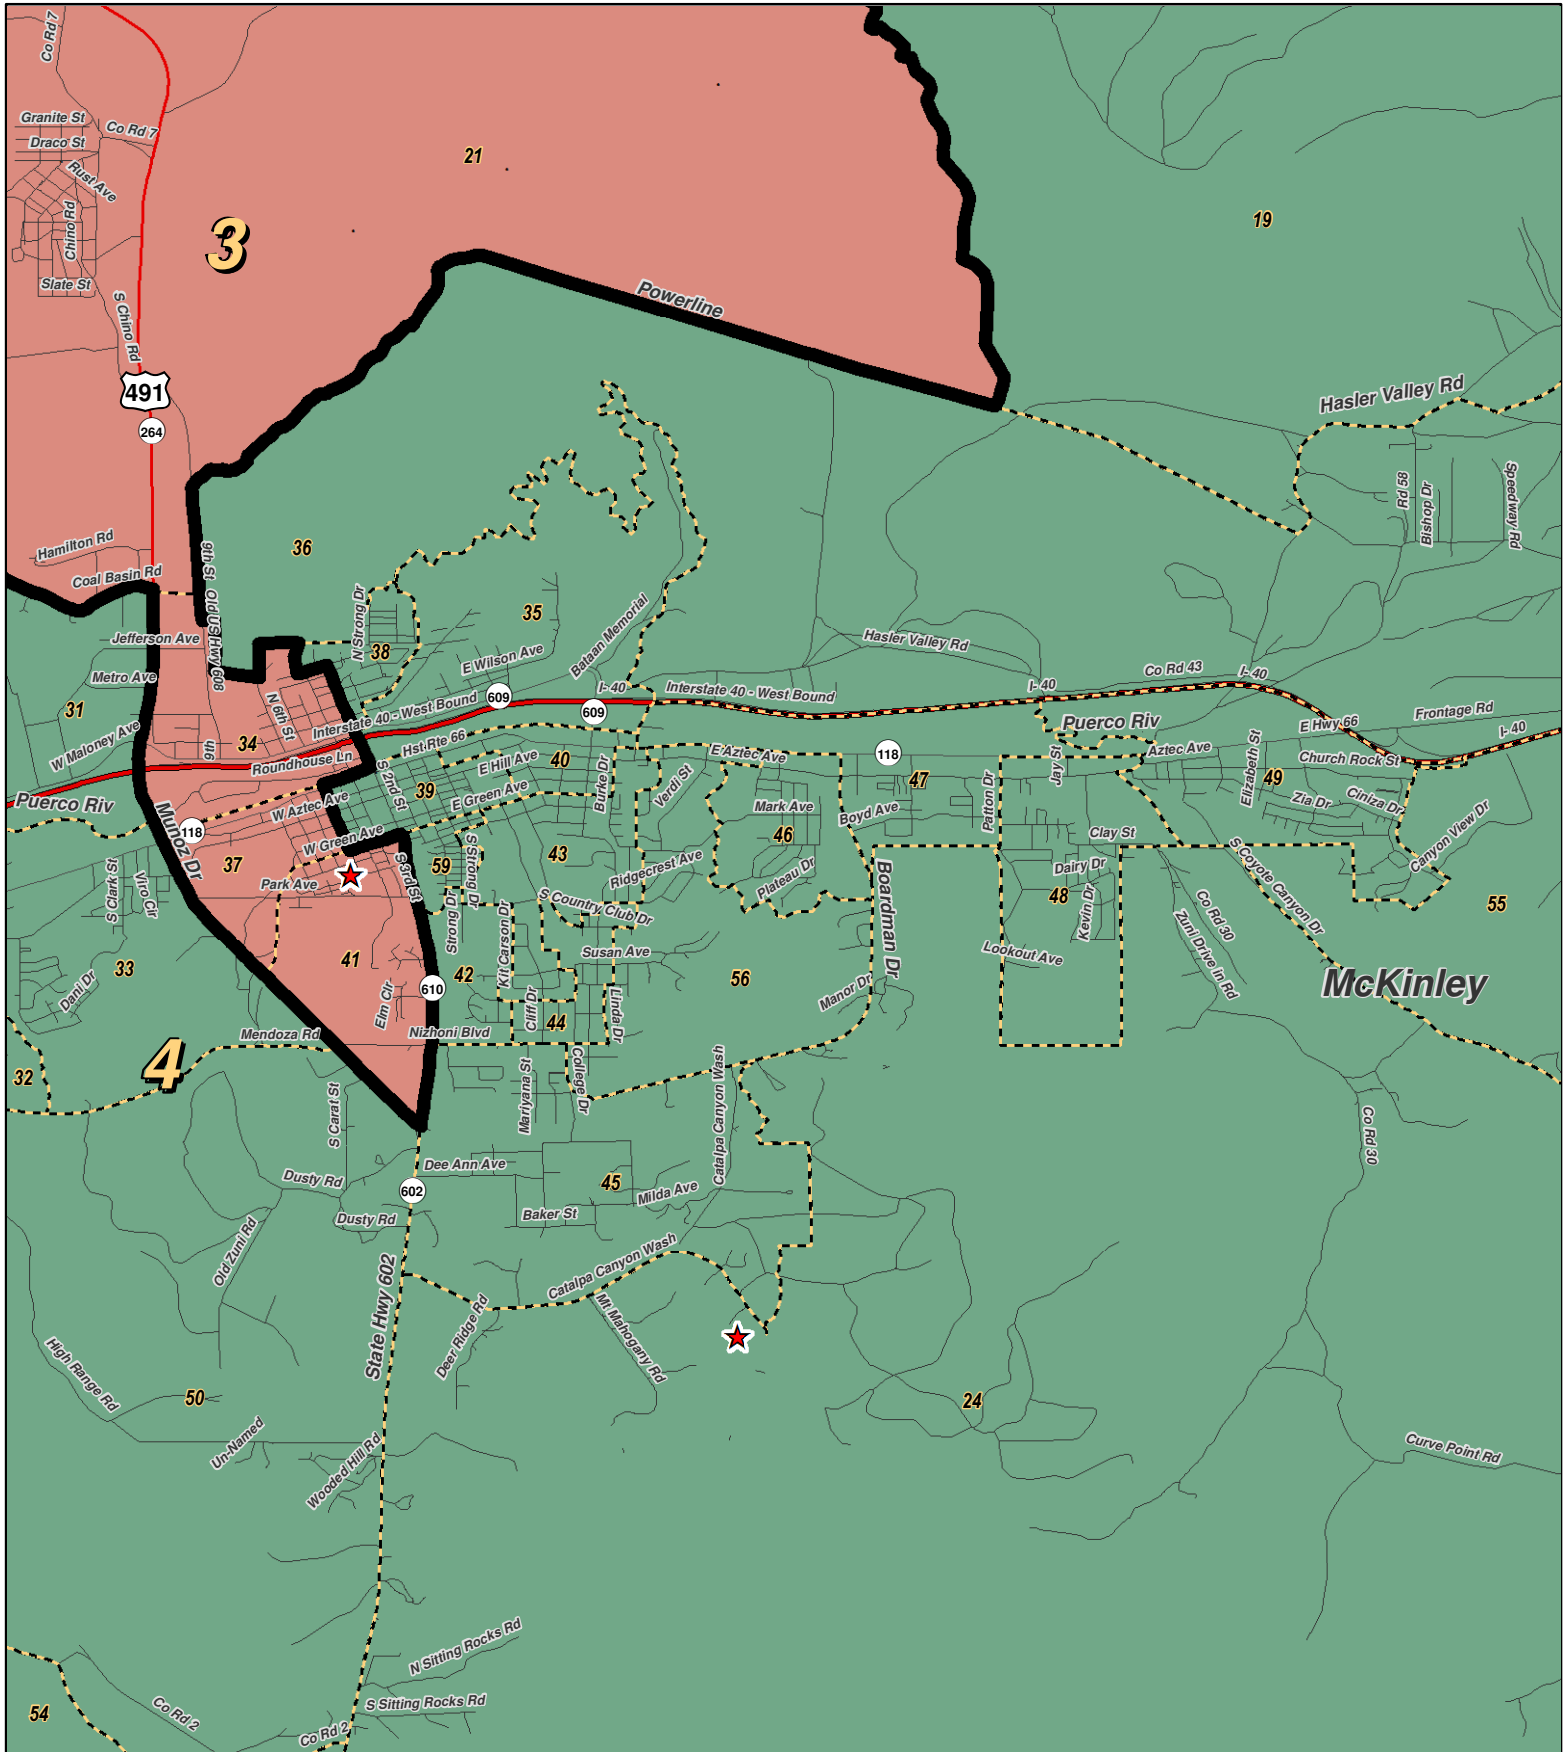 Co Rd 7
Granite St
Co Rd 7
Draco St
21
Rust Ave
19
Chino Rd
3
Slate St
Powerline
S Chino Rd
491
Hasler Valley Rd
264
Rd 58
Bishop Dr
Speedway Rd
Hamilton Rd
36
9th St
Coal Basin Rd
Old US Hwy 608
N Strong Dr
35
Bataan Memorial
Jefferson Ave
38
E Wilson Ave
Hasler Valley Rd
Metro Ave
Co Rd 43
I- 40
I- 40
I- 40
609
Interstate 40 - West Bound
31
N 6th St
Interstate 40 - West Bound
609
Puerco Riv
Frontage Rd
E Hwy 66
I- 40
W Maloney Ave
34
9th
Hst Rte 66
Roundhouse Ln
E Aztec Ave
118
Aztec Ave
Church Rock St
40
E Hill Ave
S 2nd St
Burke Dr
Verdi St
47
Jay St
Elizabeth St
49
Patton Dr
39
E Green Ave
Puerco Riv
W Aztec Ave
Mark Ave
Boyd Ave
Zia Dr
Ciniza Dr
Munoz Dr
118
W Green Ave
46
Clay St
Canyon View Dr
37
S 3rd St
59
S Strong Dr
43
Ridgecrest Ave
Plateau Dr
Boardman Dr
Dairy Dr
S Coyote Canyon Dr
Park Ave
S Clark St
Viro Cir
48
Kevin Dr
Co Rd 30
55
S Country Club Dr
Strong Dr
Kit Carson Dr
Zuni Drive In Rd
Susan Ave
Lookout Ave
33
41
42
56
McKinley
Dani Dr
610
Manor Dr
Elm Cir
Cliff Dr
Linda Dr
44
Mendoza Rd
Nizhoni Blvd
4
32
Mariyana St
College Dr
Catalpa Canyon Wash
S Carat St
Co Rd 30
Dee Ann Ave
Dusty Rd
602
45
Milda Ave
Dusty Rd
Baker St
Old Zuni Rd
Catalpa Canyon Wash
State Hwy 602
Deer Ridge Rd
Mt Mahogany Rd
High Range Rd
50
24
Un-Named
Wooded Hill Rd
Curve Point Rd
N Sitting Rocks Rd
S Sitting Rocks Rd
54
Co Rd 2
Co Rd 2